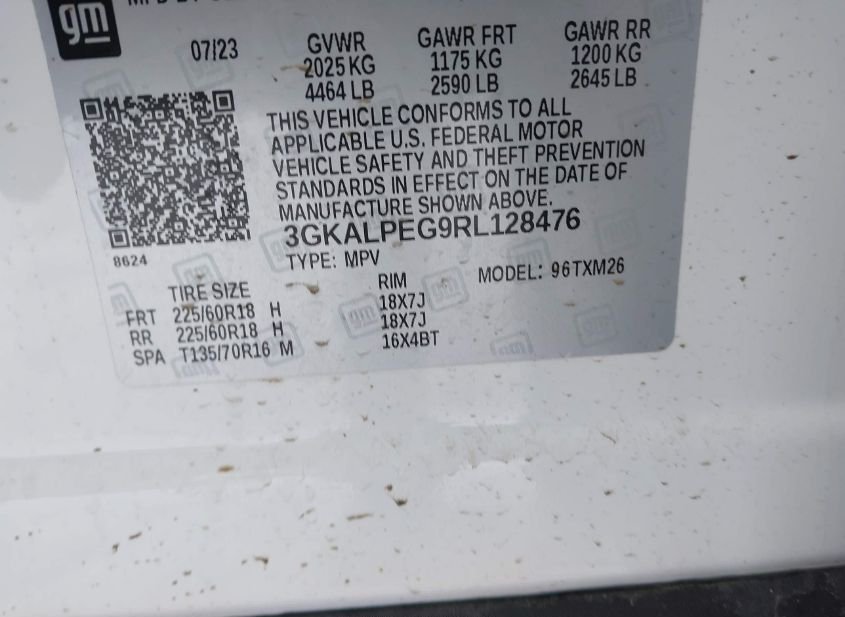 gm
07/23
GVWR GAWR FRT GAWR RR
2025 KG 1175 KG 1200 KG
4464 LB 2590 LB 2645 LB
THIS VEHICLE CONFORMS TO ALL
APPLICABLE U.S. FEDERAL MOTOR
VEHICLE SAFETY AND THEFT PREVENTION
STANDARDS IN EFFECT ON THE DATE OF
MANUFACTURE SHOWN ABOVE.
3GKALPEG9RL128476
8624
TYPE: MPV MODEL: 96TXM26
TIRE SIZE RIM
FRT 225/60R18 H 18X7J
RR 225/60R18 H 18X7J
SPA T135/70R16 M 16X4BT